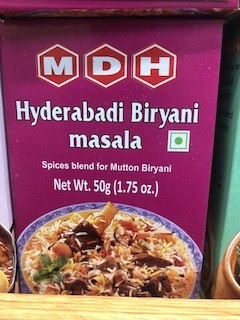 MDH
Hyderabadi Biryani
masala
Spices blend for Mutton Biryani
Net Wt. 50g (1.75 oz.)